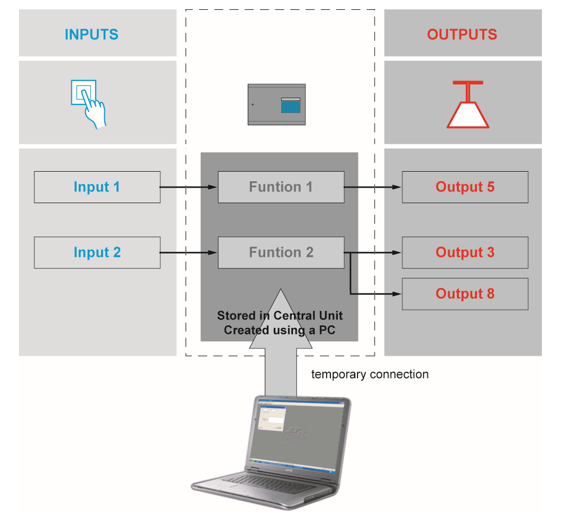 INPUTS
OUTPUTS
Input 1
Funtion 1
Output 5
Input 2
Funtion 2
Output 3
Output 8
Stored in Central Unit
Created using a PC
temporary connection